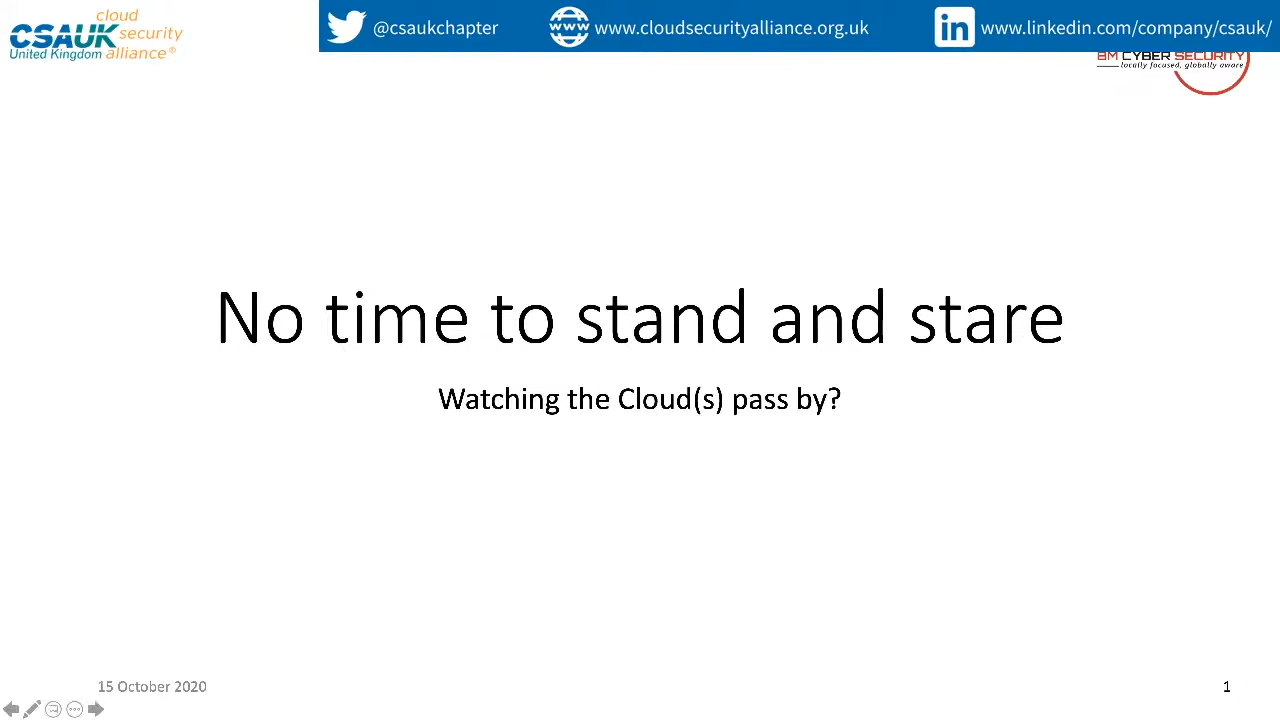 cloud
CSAUK security
United Kingdom alliance®
@csaukchapter
www.cloudsecurityalliance.org.uk
in www.linkedin.com/company/csauk/
BM CYBER SECURITY
locally focused, globally aware
No time to stand and stare
Watching the Cloud(s) pass by?
15 October 2020
1